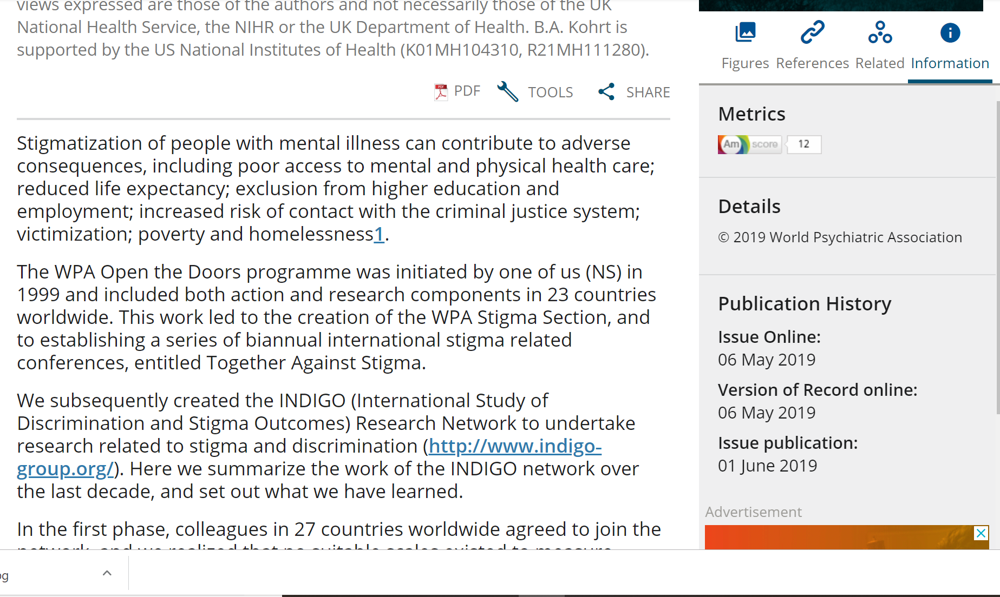 views expressed are those of the authors and not necessarily those of the UK
National Health Service, the NIHR or the UK Department of Health. B.A. Kohrt is
supported by the US National Institutes of Health (K01MH104310, R21MH111280).
PDF TOOLS SHARE
Stigmatization of people with mental illness can contribute to adverse
consequences, including poor access to mental and physical health care;
reduced life expectancy; exclusion from higher education and
employment; increased risk of contact with the criminal justice system;
victimization; poverty and homelessness1.
The WPA Open the Doors programme was initiated by one of us (NS) in
1999 and included both action and research components in 23 countries
worldwide. This work led to the creation of the WPA Stigma Section, and
to establishing a series of biannual international stigma related
conferences, entitled Together Against Stigma.
We subsequently created the INDIGO (International Study of
Discrimination and Stigma Outcomes) Research Network to undertake
research related to stigma and discrimination (http://www.indigo-
group.org/). Here we summarize the work of the INDIGO network over
the last decade, and set out what we have learned.
In the first phase, colleagues in 27 countries worldwide agreed to join the
network, and we realized that no suitable scales existed to measure
Figures References Related Information
Metrics
Am score 12
Details
© 2019 World Psychiatric Association
Publication History
Issue Online:
06 May 2019
Version of Record online:
06 May 2019
Issue publication:
01 June 2019
Advertisement